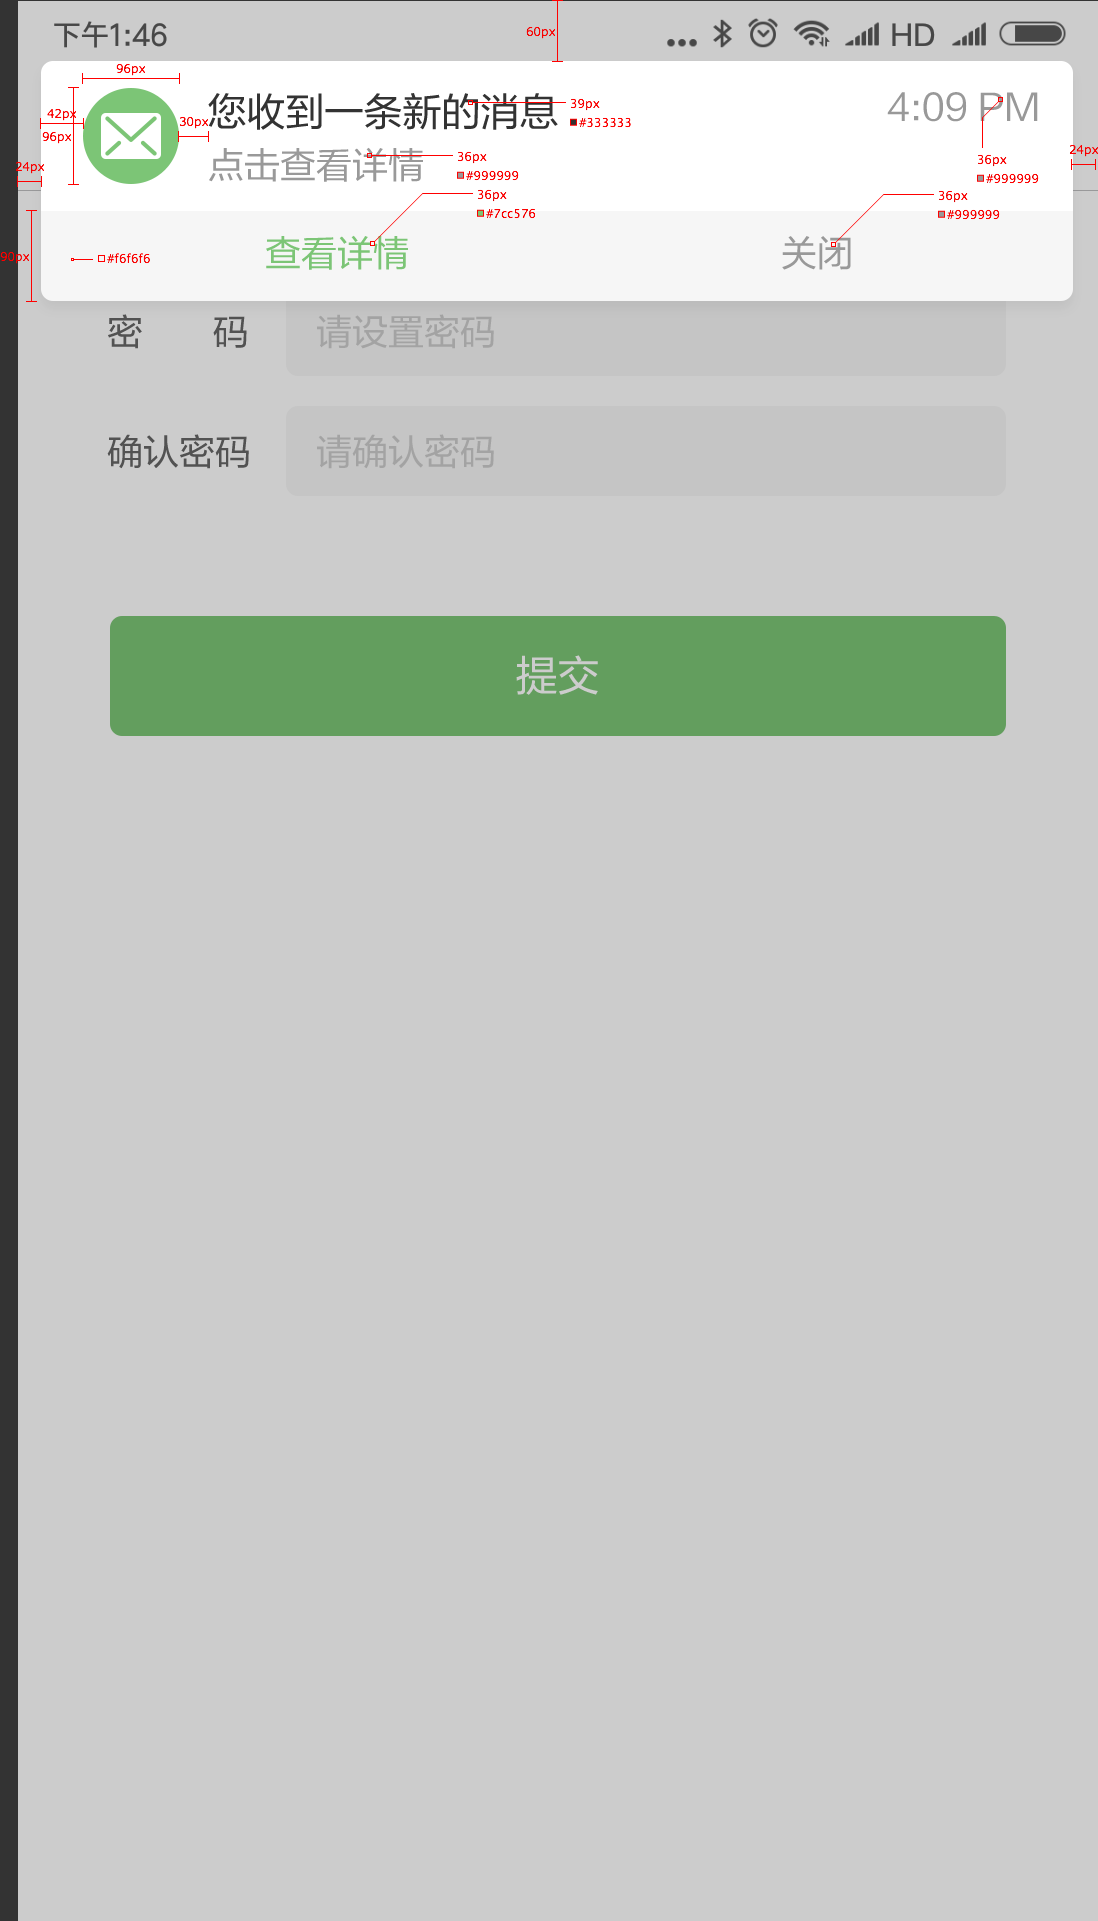 下午1:46
60px
HD
96px
42px
96px
30px
24px
您收到一条新的消息
39px
#333333
4:09 PM
36px
#999999
24px
点击查看详情
36px
#999999
36px
#7cc576
36px
#999999
90px
#f6f6f6
查看详情
关闭
密 码
请设置密码
确认密码
请确认密码
提交